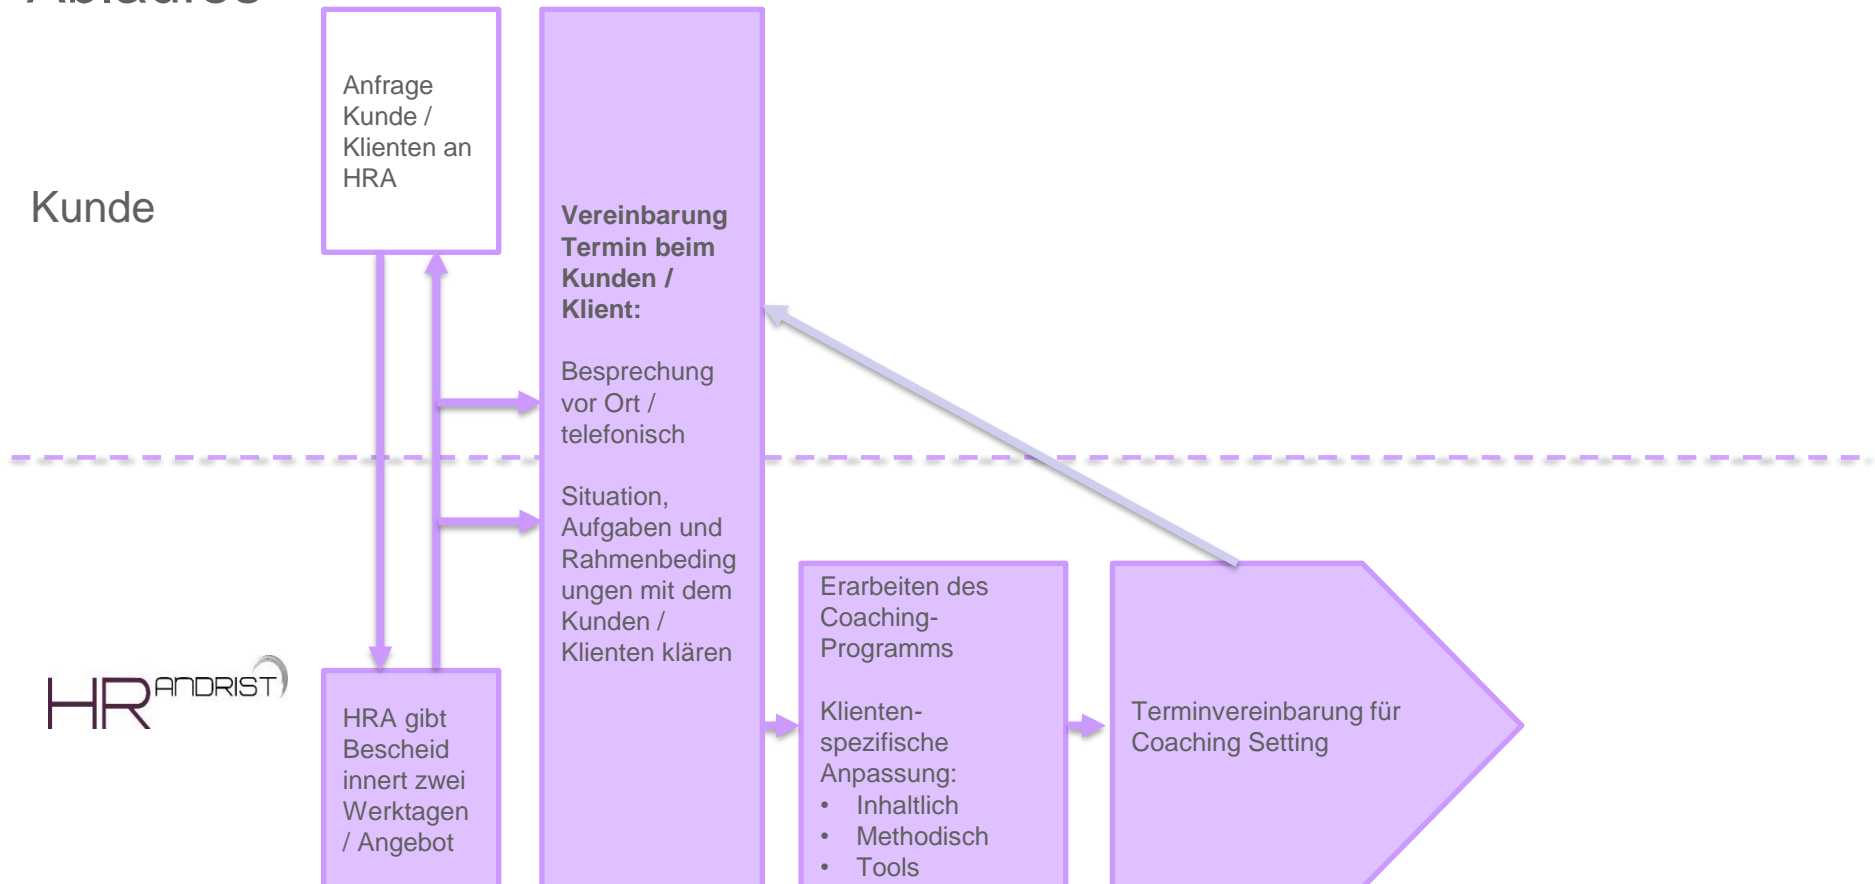 Anfrage
Kunde /
Klienten an
HRA
Kunde
Vereinbarung
Termin beim
Kunden /
Klient:
Besprechung
vor Ort /
telefonisch
Situation,
Aufgaben und
Rahmenbeding
ungen mit dem
Kunden /
Klienten klären
HR ANDRIST
HRA gibt
Bescheid
innert zwei
Werktagen
/ Angebot
Erarbeiten des
Coaching-
Programms
Klienten-
spezifische
Anpassung:
• Inhaltlich
• Methodisch
• Tools
Terminvereinbarung für
Coaching Setting